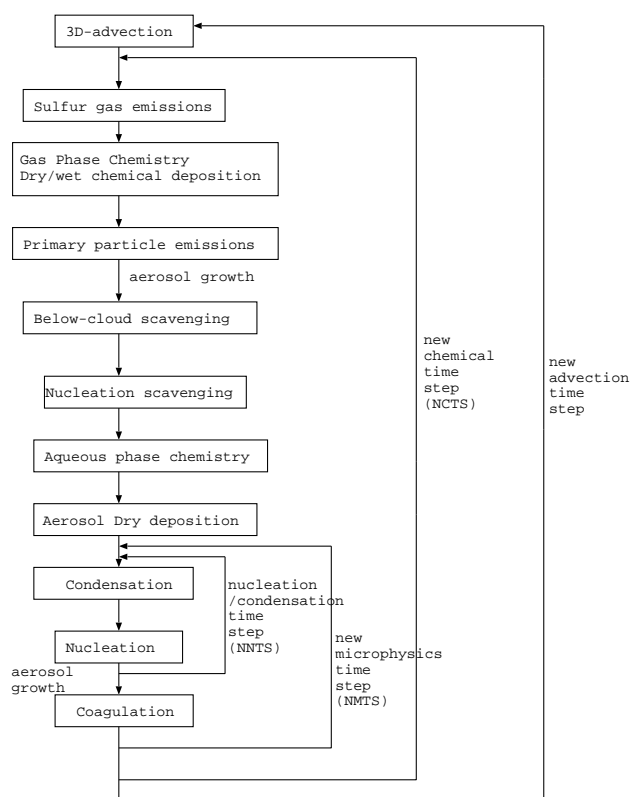 3D-advection
Sulfur gas emissions
Gas Phase Chemistry
Dry/wet chemical deposition
Primary particle emissions
aerosol growth
Below-cloud scavenging
new
chemical
time
step
(NCTS)
new
advection
time
step
Nucleation scavenging
Aqueous phase chemistry
Aerosol Dry deposition
Condensation
nucleation
/condensation
time
step
(NNTS)
Nucleation
new
microphysics
time
step
(NMTS)
aerosol
growth
Coagulation